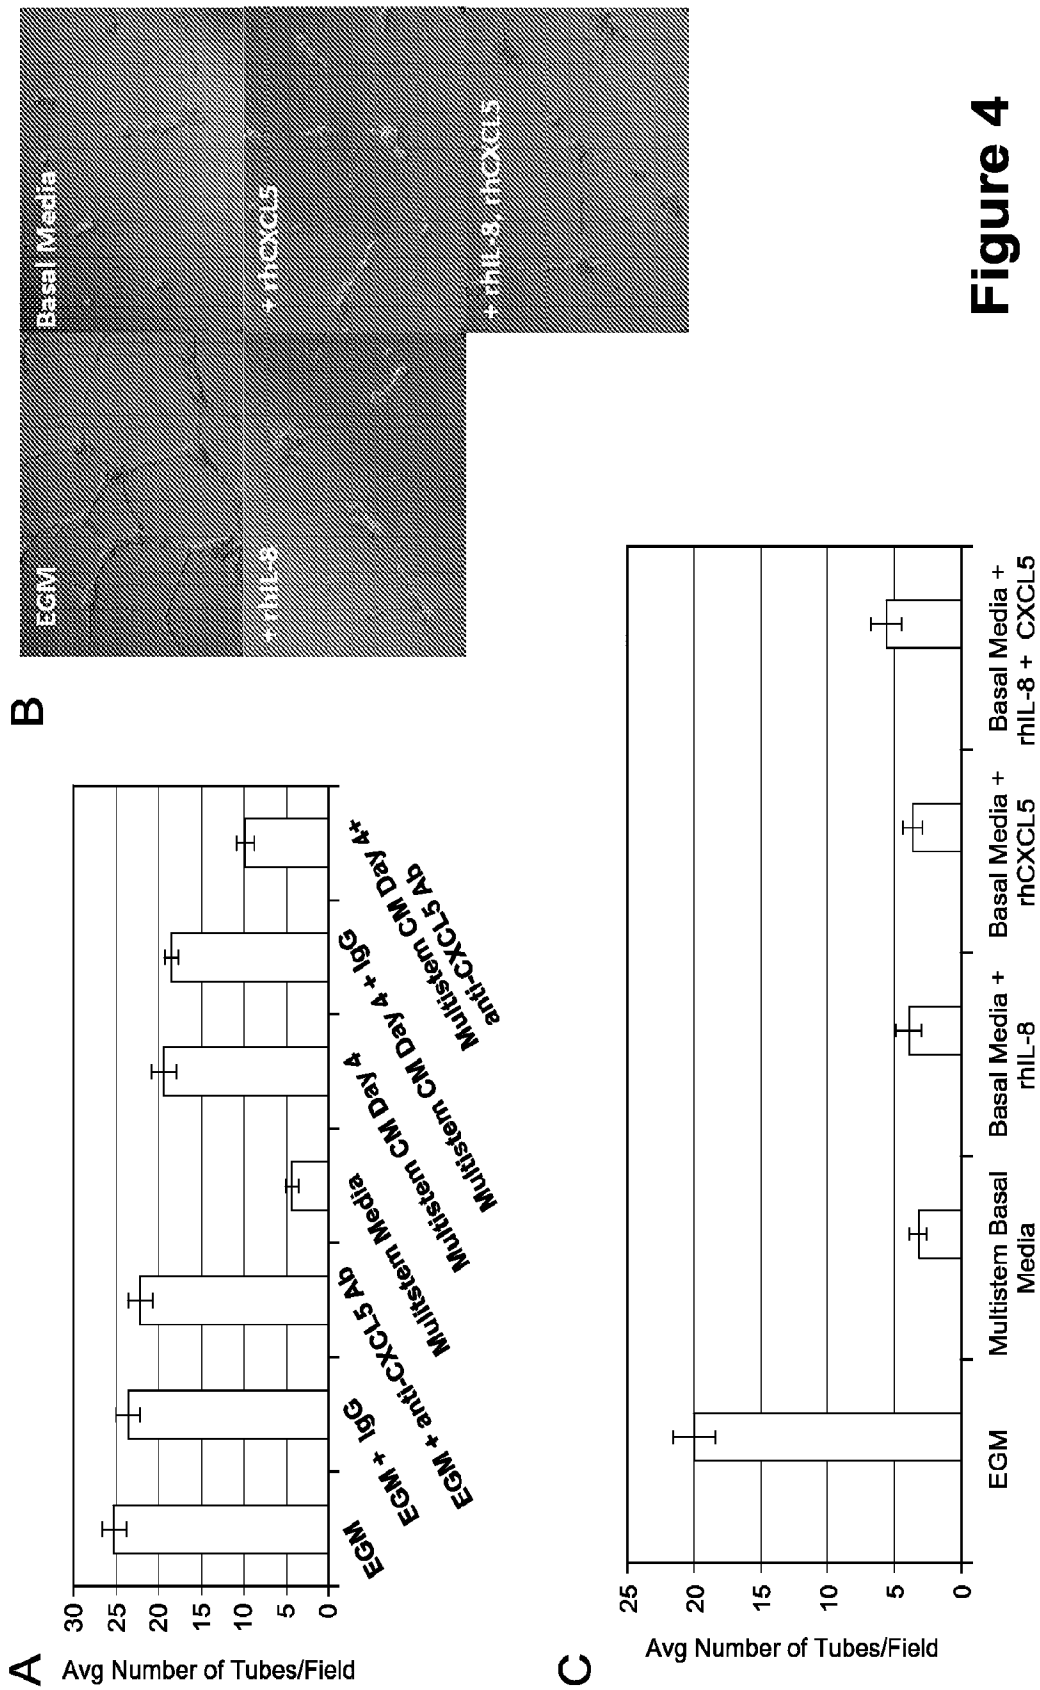 A
Avg Number of Tubes/Field
30
25
20
15
10
5
0
EGM
EGM + IgG
EGM + anti-CXCL5 Ab
Mulitstem Media
Multistem CM Day 4
Multistem CM Day 4 + IgG
Multistem CM Day 4+
anti-CXCL5 Ab
B
EGM
Basal Media
+ rhIL-8
+ rhCXCL5
+ rhIL-8, rhCXCL5
C
Avg Number of Tubes/Field
25
20
15
10
5
0
EGM
Multistem Basal
Media
Basal Media +
rhIL-8
Basal Media +
rhCXCL5
Basal Media +
rhIL-8 + CXCL5
Figure 4